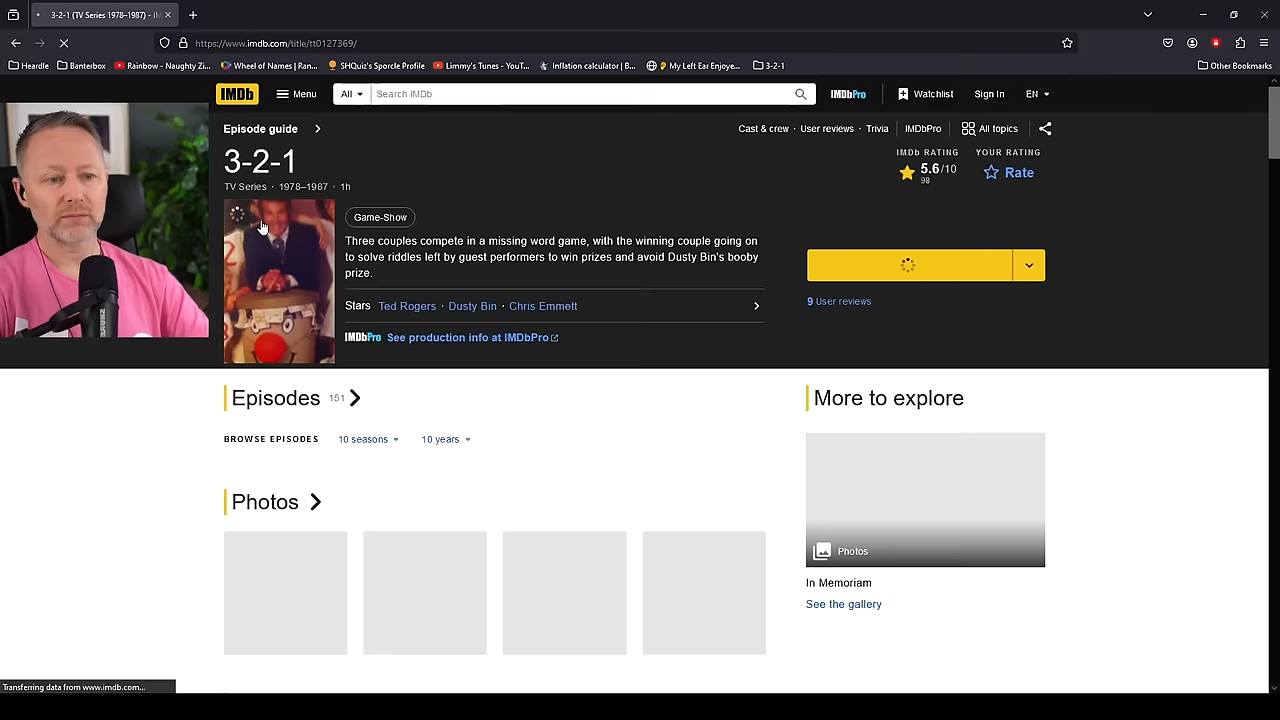 3-2-1 (TV Series 1978–1987) - IM
https://www.imdb.com/title/tt0127369/
Heardle
Banterbox
Rainbow - Naughty Zi...
Wheel of Names | Ran...
SHQuiz's Sporcle Profile
Limmy's Tunes - YouT...
Inflation calculator | B...
My Left Ear Enjoye...
3-2-1
Other Bookmarks
IMDb
Menu
All
Search IMDb
IMDbPro
Watchlist
Sign In
EN
Episode guide
Cast & crew · User reviews · Trivia
IMDbPro
All topics
3-2-1
TV Series · 1978–1987 · 1h
IMDb RATING
5.6/10
98
YOUR RATING
Rate
Game-Show
Three couples compete in a missing word game, with the winning couple going on
to solve riddles left by guest performers to win prizes and avoid Dusty Bin's booby
prize.
Stars Ted Rogers · Dusty Bin · Chris Emmett
IMDbPro See production info at IMDbPro
9 User reviews
Episodes 151
BROWSE EPISODES
10 seasons
10 years
Photos
More to explore
Photos
In Memoriam
See the gallery
Transferring data from www.imdb.com...